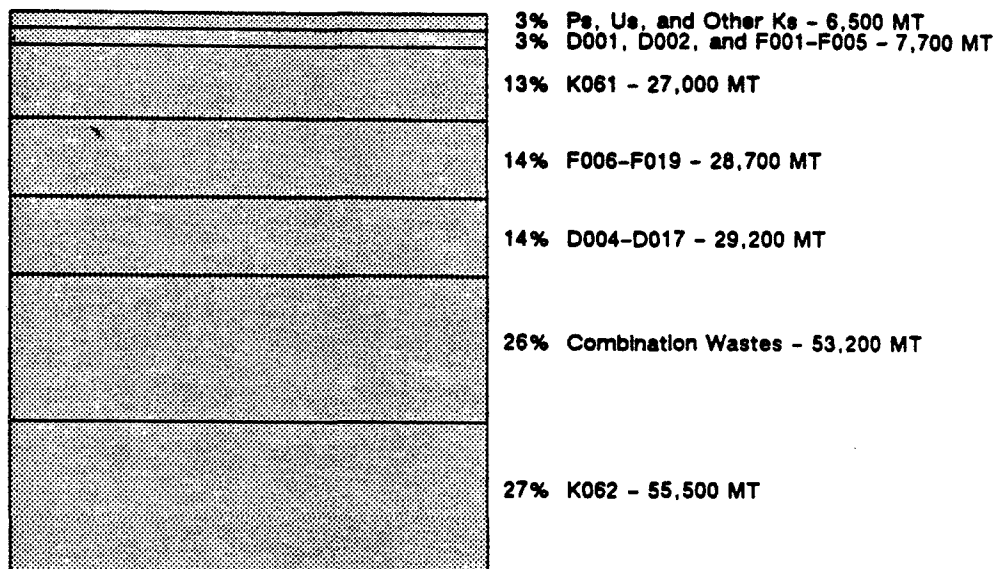 3% Ps, Us, and Other Ks - 6,500 MT
3% D001, D002, and F001-F005 - 7,700 MT
13% K061 - 27,000 MT
14% F006-F019 - 28,700 MT
14% D004-D017 - 29,200 MT
26% Combination Wastes - 53,200 MT
27% K062 - 55,500 MT